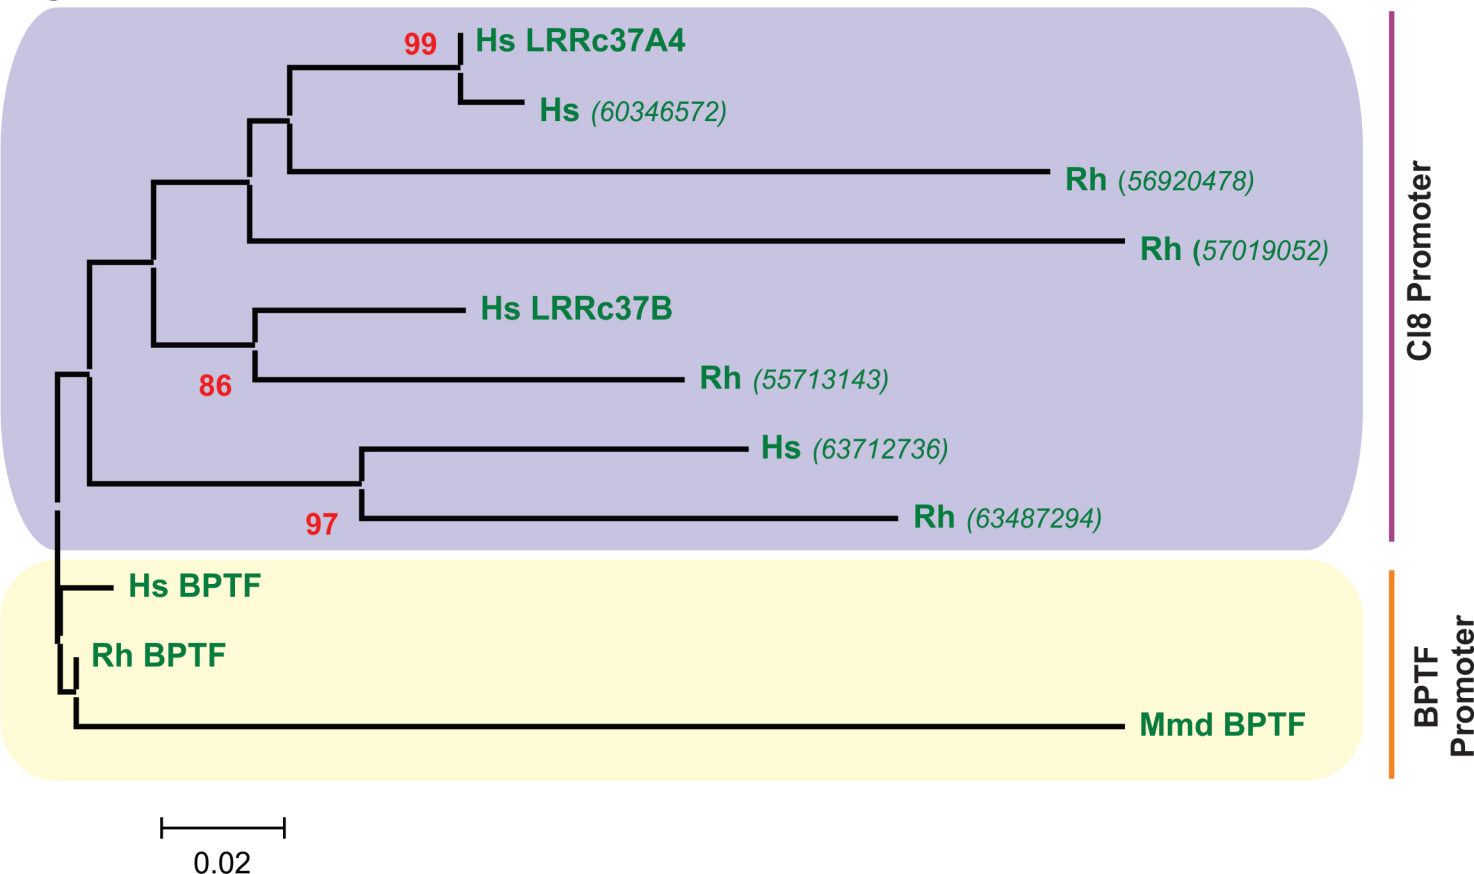 99
Hs LRRc37A4
Hs (60346572)
Rh (56920478)
Rh (57019052)
Hs LRRc37B
86
Rh (55713143)
Hs (63712736)
97
Rh (63487294)
Hs BPTF
Rh BPTF
Mmd BPTF
Cl8 Promoter
BPTF
Promoter
0.02